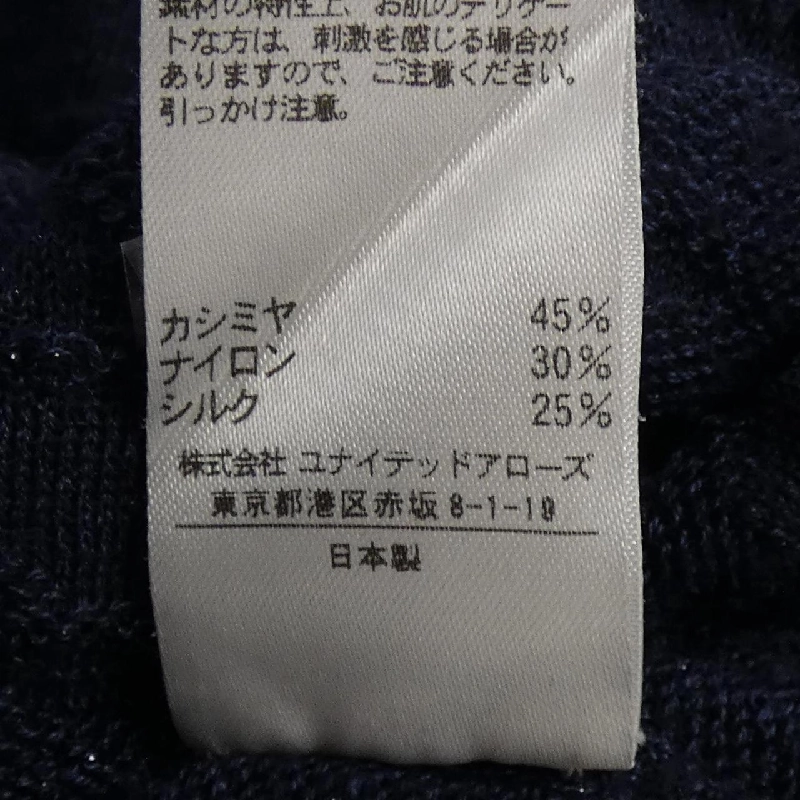 素材の特性上、お肌のデリケー
トな方は、刺激を感じる場合が
ありますので、ご注意ください。
引っかけ注意。
カシミヤ 45%
ナイロン 30%
シルク 25%
株式会社 ユナイテッドアローズ
東京都港区赤坂 8-1-19
日本製